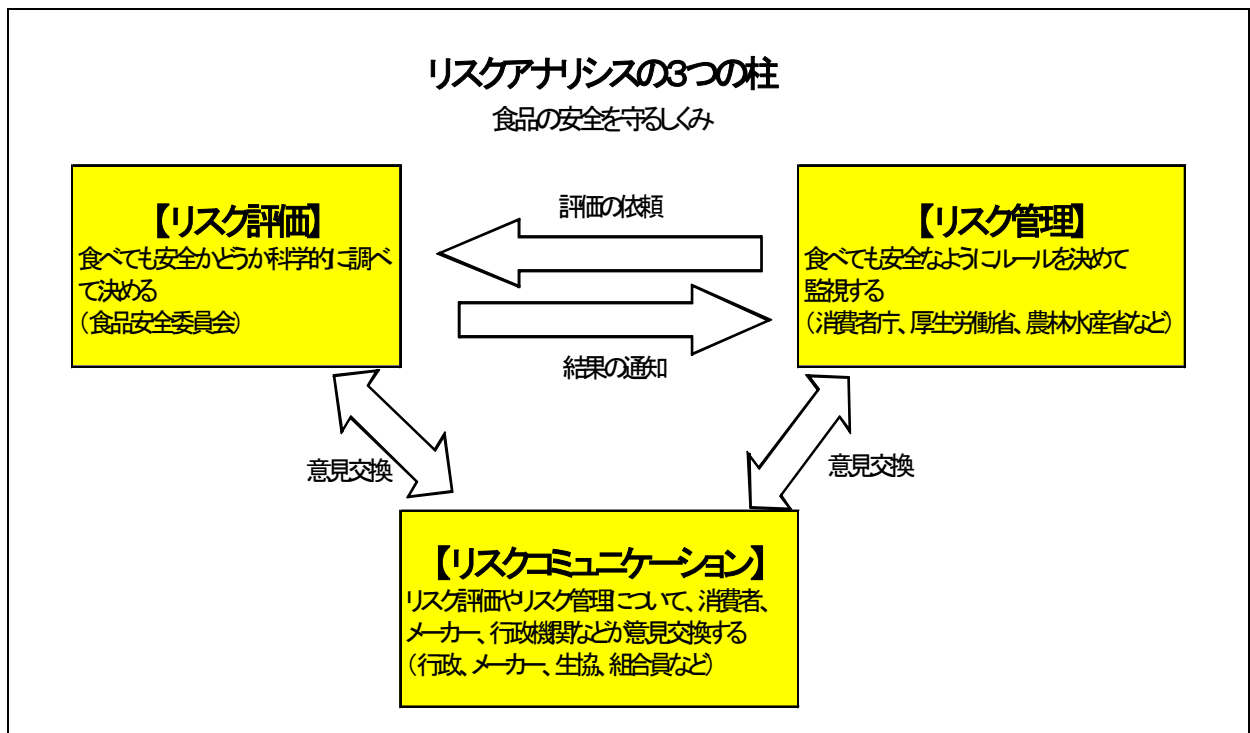 リスクアナリシスの3つの柱
食品の安全を守るしくみ
【リスク評価】
食べても安全かどうか科学的に調べ
て決める
（食品安全委員会）
評価の依頼
結果の通知
【リスク管理】
食べても安全なようにルールを決めて
監視する
（消費者庁、厚生労働省、農林水産省など）
意見交換
意見交換
【リスクコミュニケーション】
リスク評価やリスク管理について、消費者、
メーカー、行政機関などが意見交換する
（行政、メーカー、生協、組合員など）